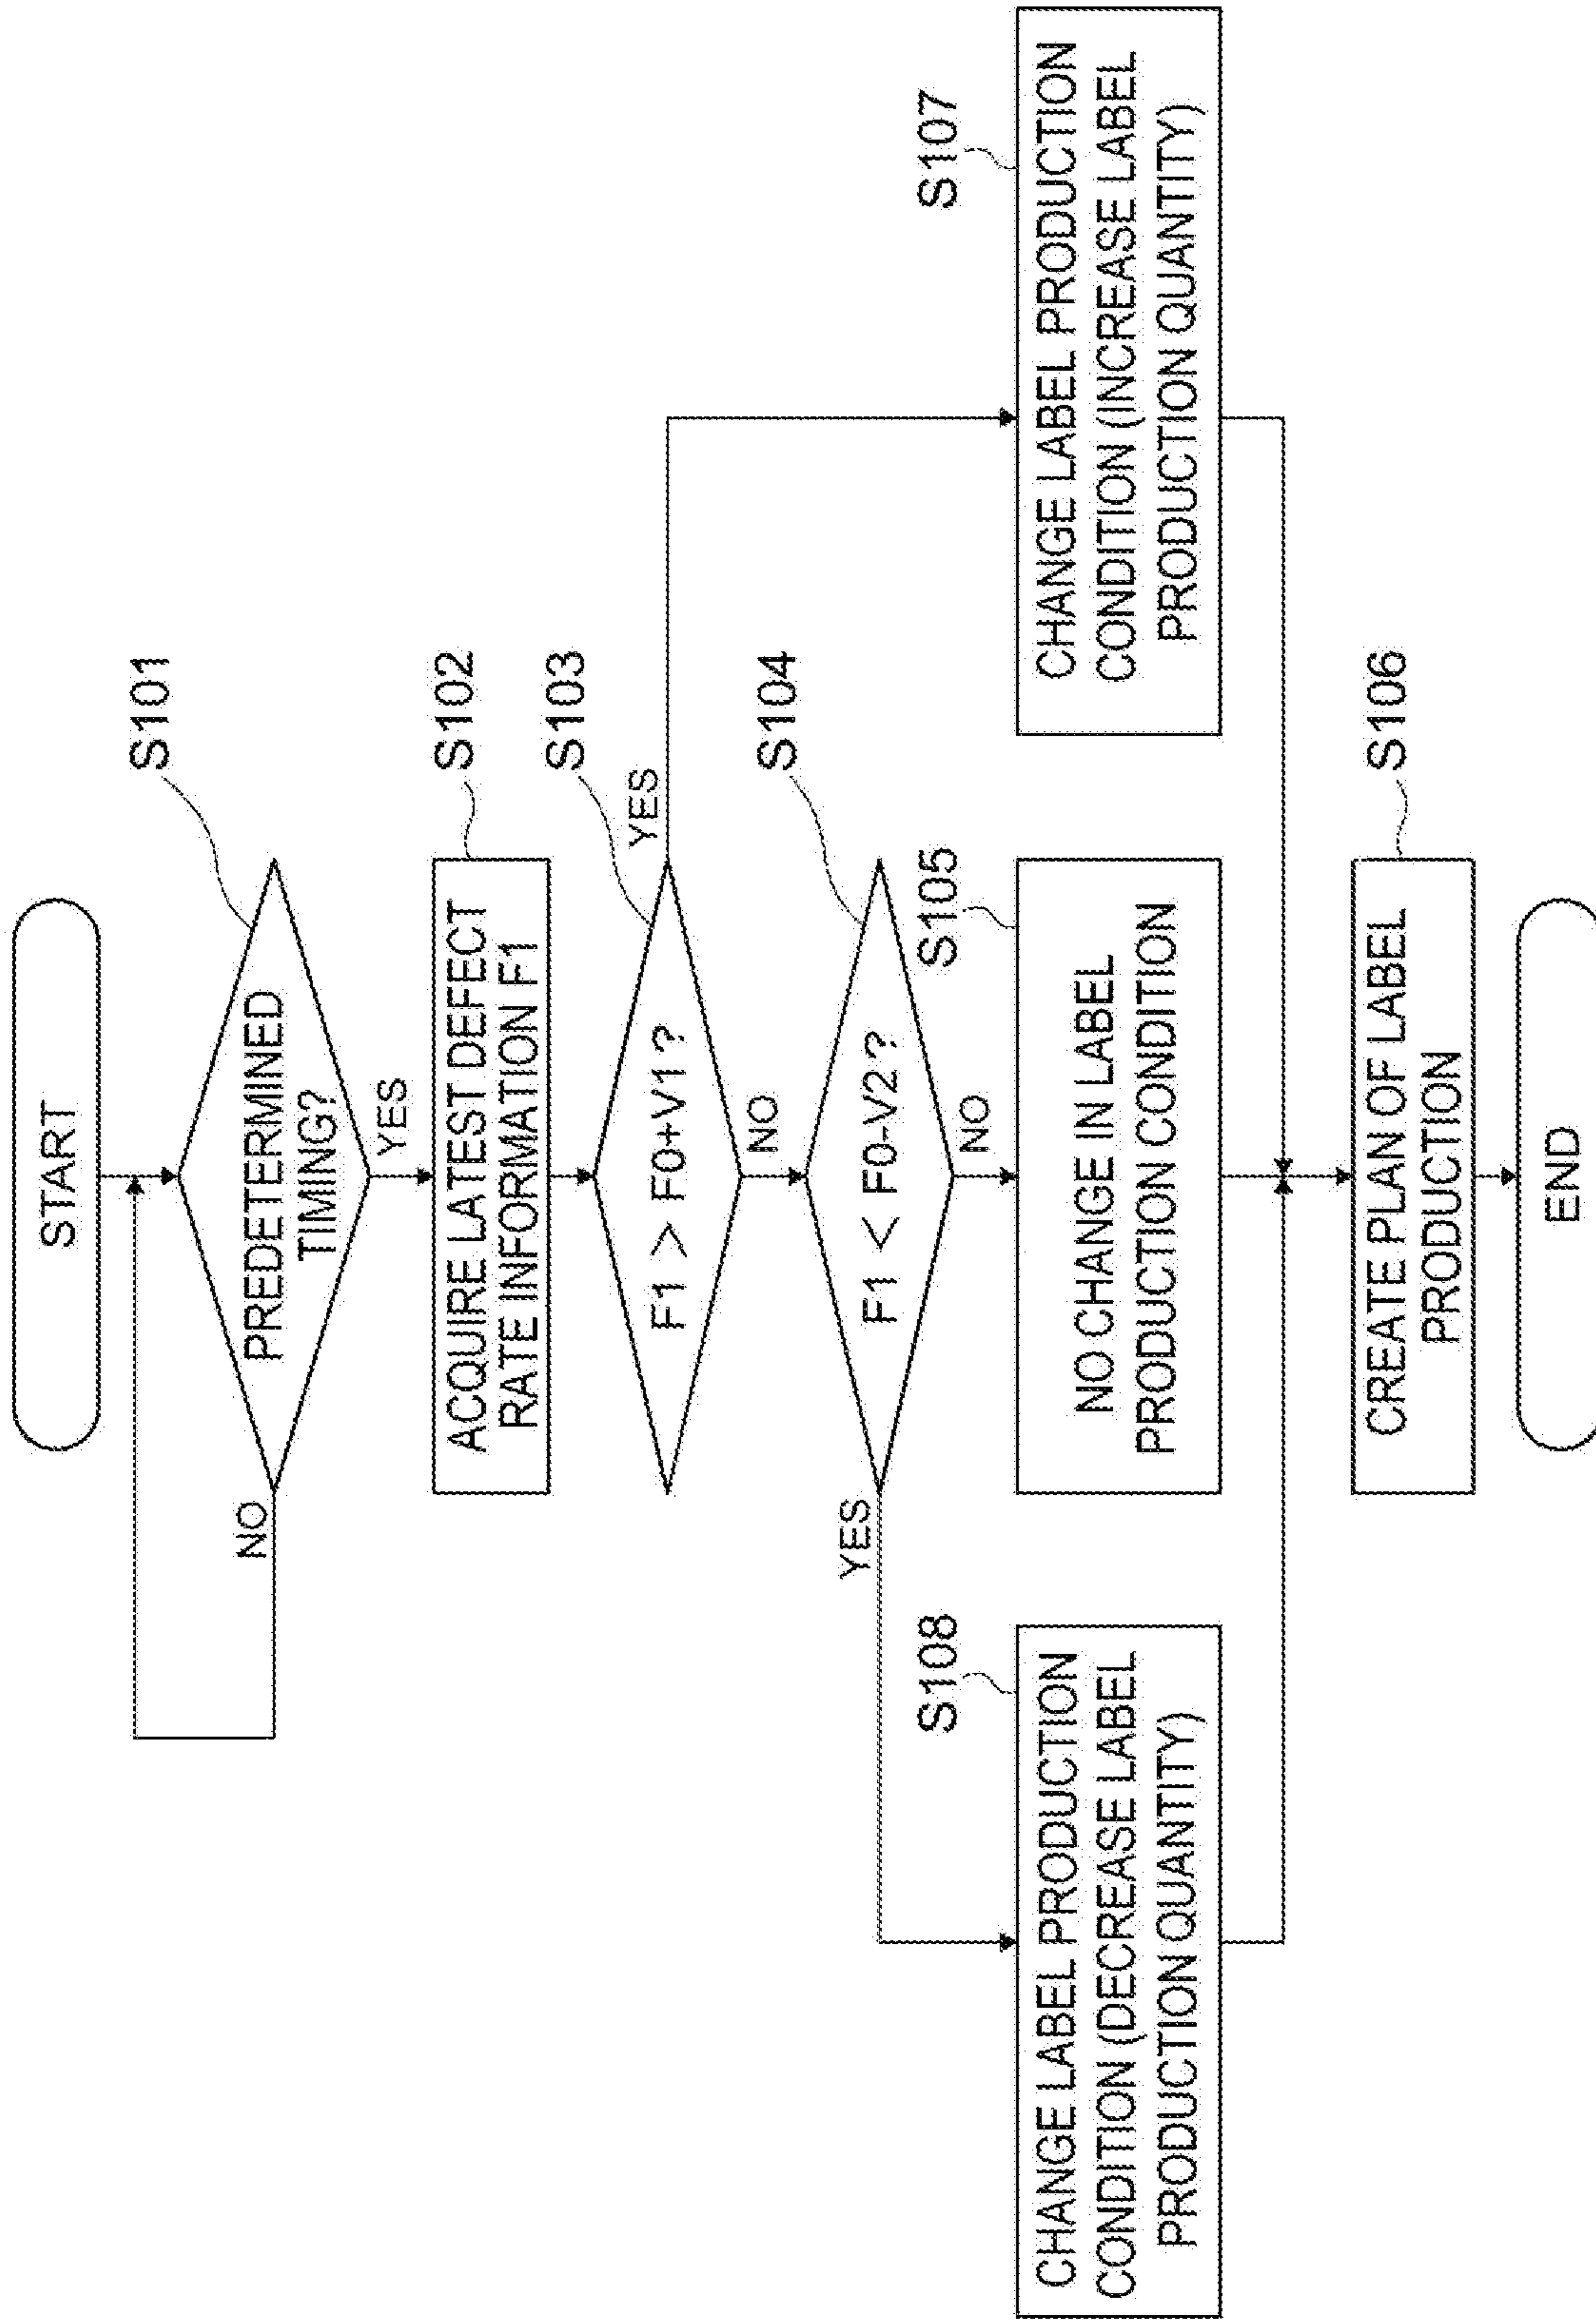 START
S101
PREDETERMINED
TIMING?
NO
YES
S102
ACQUIRE LATEST DEFECT
RATE INFORMATION F1
S103
F1 > F0+V1 ?
YES
NO
S104
F1 < F0-V2 ?
YES
NO
S108
CHANGE LABEL PRODUCTION
CONDITION (DECREASE LABEL
PRODUCTION QUANTITY)
S105
NO CHANGE IN LABEL
PRODUCTION CONDITION
S107
CHANGE LABEL PRODUCTION
CONDITION (INCREASE LABEL
PRODUCTION QUANTITY)
S106
CREATE PLAN OF LABEL
PRODUCTION
END